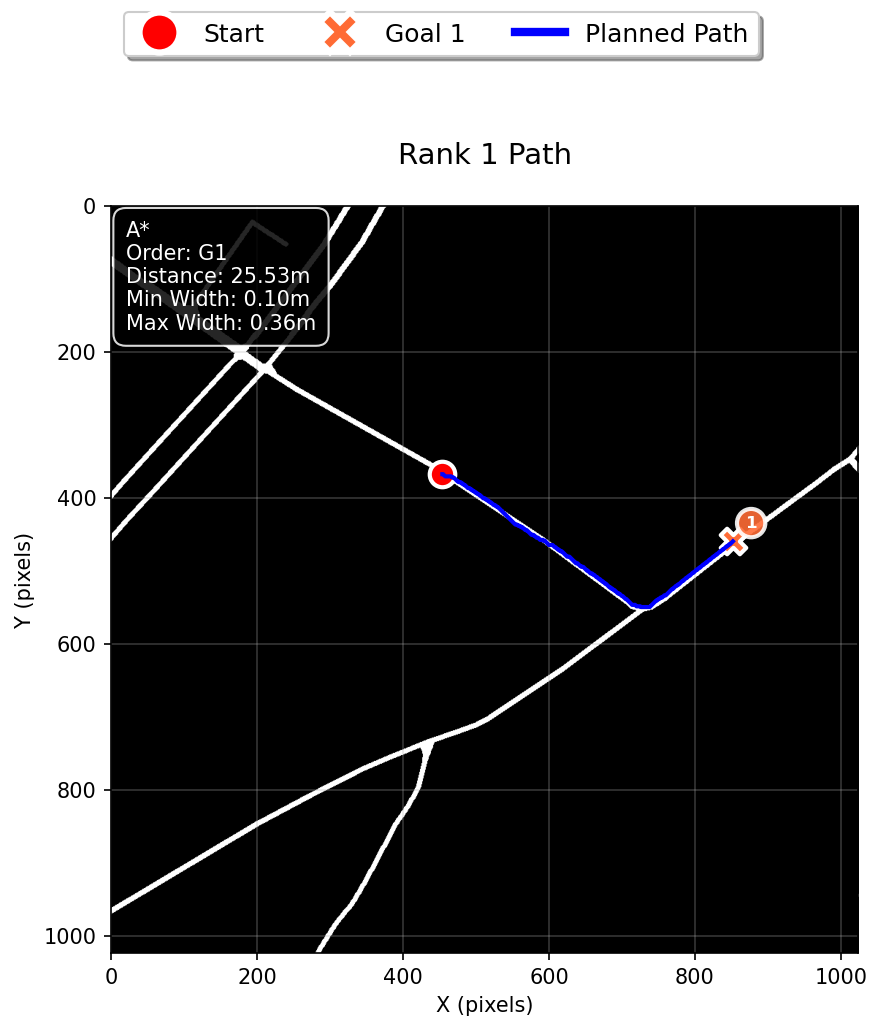 Start Goal 1 Planned Path
Rank 1 Path
A*
Order: G1
Distance: 25.53m
Min Width: 0.10m
Max Width: 0.36m
0
200
400
600
800
1000
Y (pixels)
1
0 200 400 600 800 1000
X (pixels)